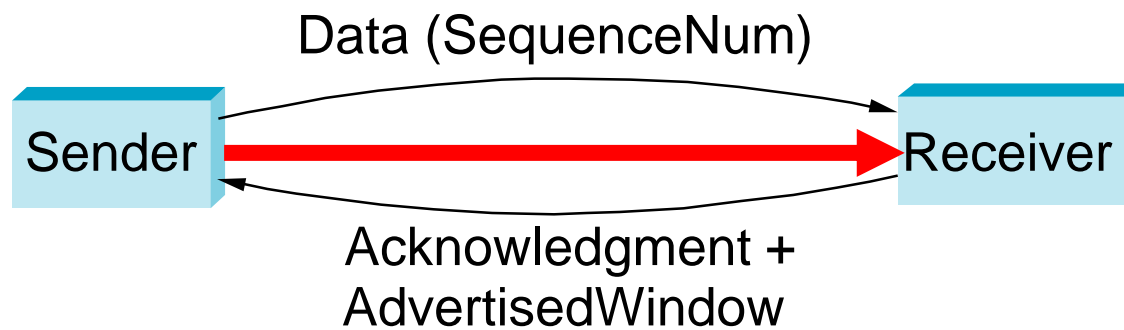 Data (SequenceNum)
Sender
Receiver
Acknowledgment +
AdvertisedWindow